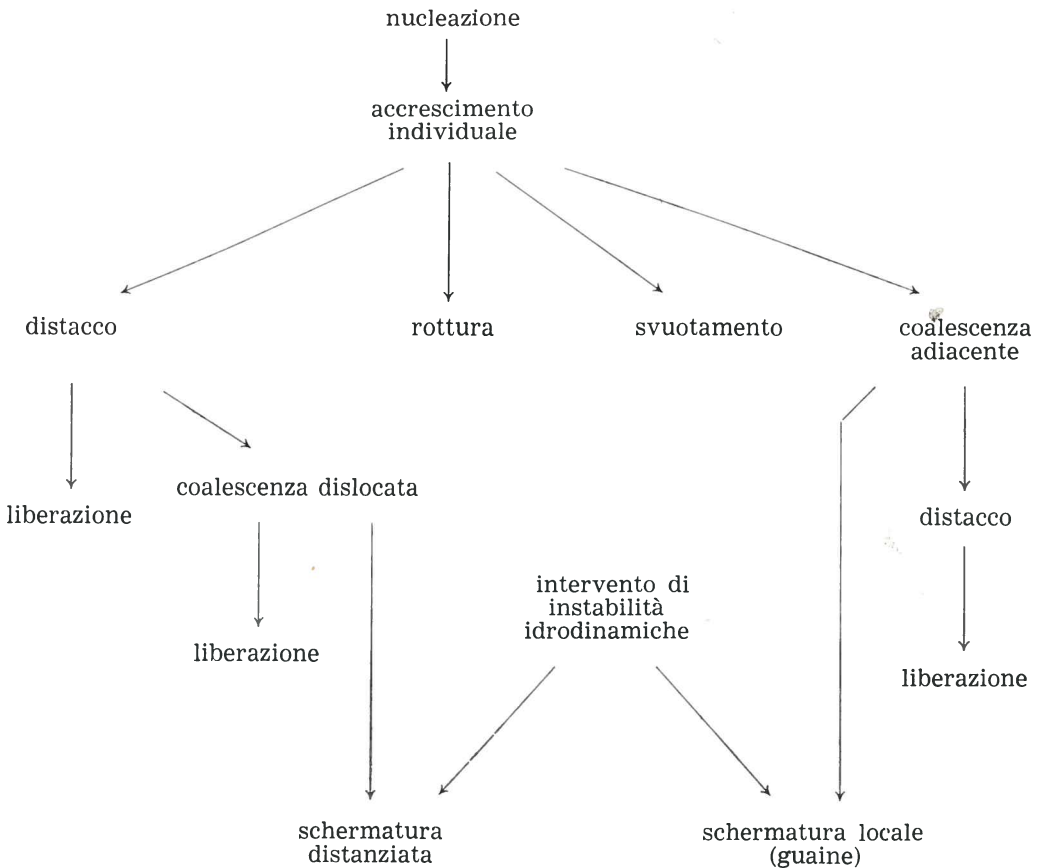 nucleazione
accrescimento
individuale
distacco
rottura
svuotamento
coalescenza
adiacente
coalescenza dislocata
liberazione
distacco
intervento di
instabilità
idrodinamiche
liberazione
liberazione
schermatura
distanziata
schermatura locale
(guaine)